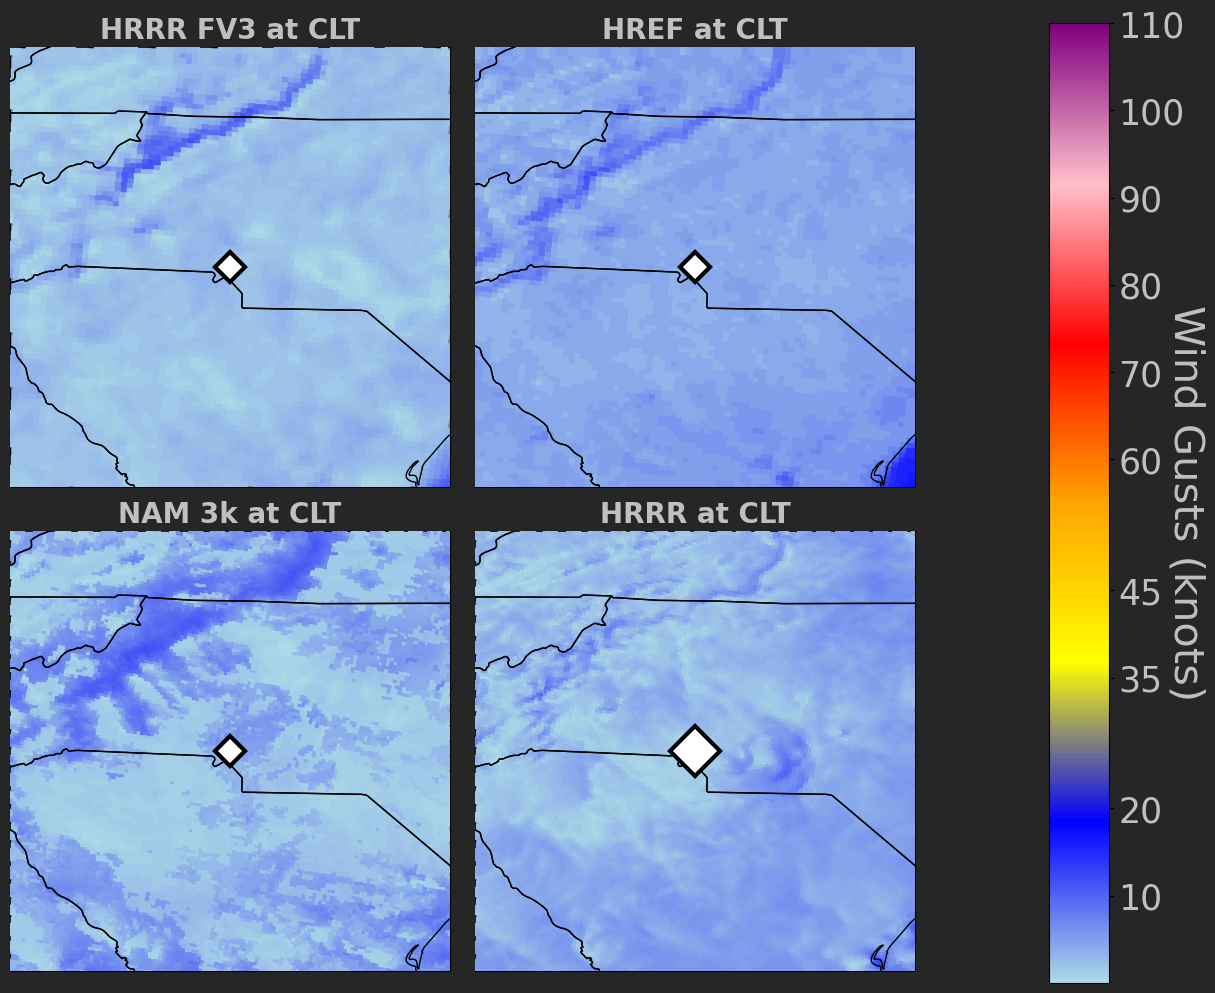 HRRR FV3 at CLT
HREF at CLT
NAM 3k at CLT
HRRR at CLT
110
100
90
80
70
60
45
35
20
10
Wind Gusts (knots)